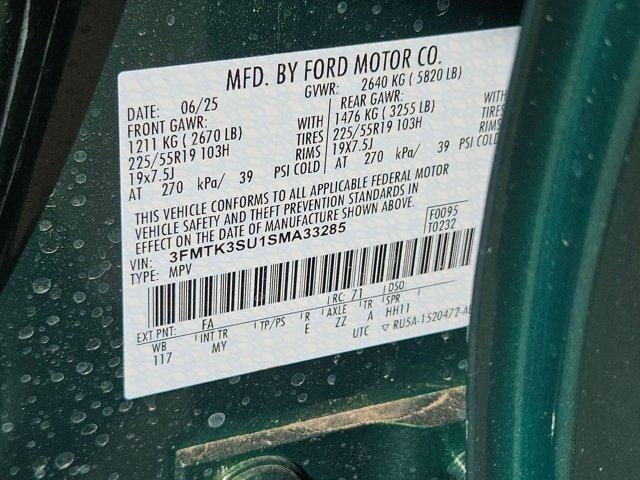 MFD. BY FORD MOTOR CO.
DATE: 06/25 GVWR: 2640 KG ( 5820 LB)
FRONT GAWR: REAR GAWR:
1211 KG ( 2670 LB) WITH 1476 KG ( 3255 LB) WITH
225/55R19 103H TIRES 225/55R19 103H TIRES
19x7.5J RIMS 19x7.5J RIMS
AT 270 kPa/ 39 PSI COLD AT 270 kPa/ 39 PSI COLD
THIS VEHICLE CONFORMS TO ALL APPLICABLE FEDERAL MOTOR
VEHICLE SAFETY AND THEFT PREVENTION STANDARDS IN
EFFECT ON THE DATE OF MANUFACTURE SHOWN ABOVE.
VIN: 3FMTK3SU1SMA33285 F0095
TYPE: MPV T0232
EXT PNT: FA RC: 71 DSO:
WB INT TR TP/PS R AXLE TR SPR
117 MY E ZZ A HH11
UTC ▽ RU5A-1520472-A